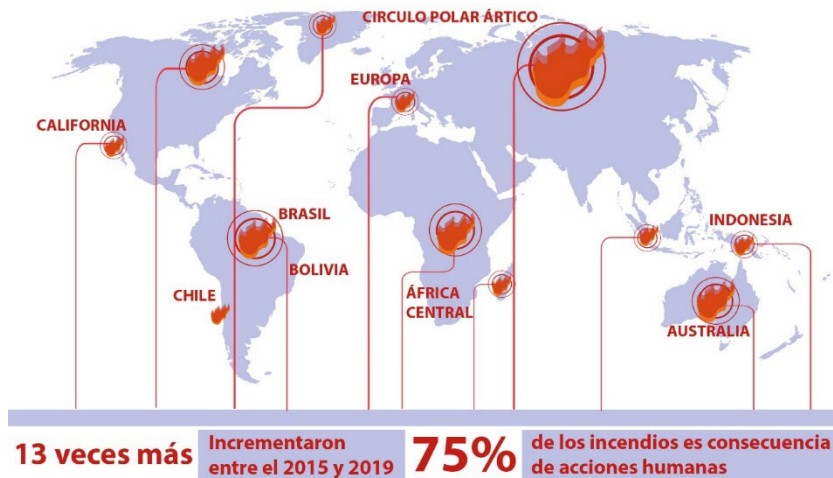 CIRCULO POLAR ÁRTICO
EUROPA
CALIFORNIA
BRASIL
BOLIVIA
CHILE
ÁFRICA
CENTRAL
INDONESIA
AUSTRALIA
13 veces más
Incrementaron
entre el 2015 y 2019
75%
de los incendios es consecuencia
de acciones humanas